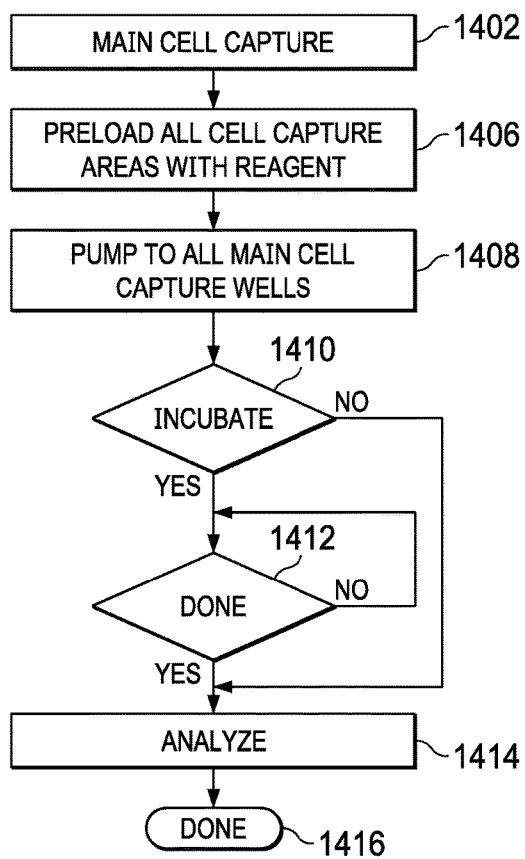 MAIN CELL CAPTURE
1402
PRELOAD ALL CELL CAPTURE
AREAS WITH REAGENT
1406
PUMP TO ALL MAIN CELL
CAPTURE WELLS
1408
1410
INCUBATE
NO
YES
1412
DONE
NO
YES
ANALYZE
1414
DONE
1416